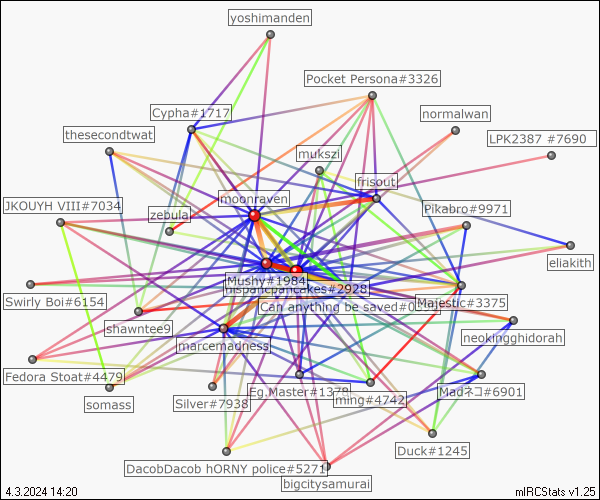 yoshimanden
Pocket Persona#3326
Cypha#1717
normalwan
thesecondtwat
LPK2387 #7690
mukszi
frisout
moonraven
JKOUYH VIII#7034
zebula
Pikabro#9971
eliakith
Mushy#1984
hispanicpancakes#2928
Swirly Boi#6154
Can anything be saved#0
Majestic#3375
shawntee9
neokingghidorah
marcemadness
Fedora Stoat#4479
Eg.Master#1378
Madネコ#6901
somass
Silver#7938
ming#4742
Duck#1245
DacobDacob hORNY police#5271
bigcitysamurai
4.3.2024 14:20
mIRCStats v1.25